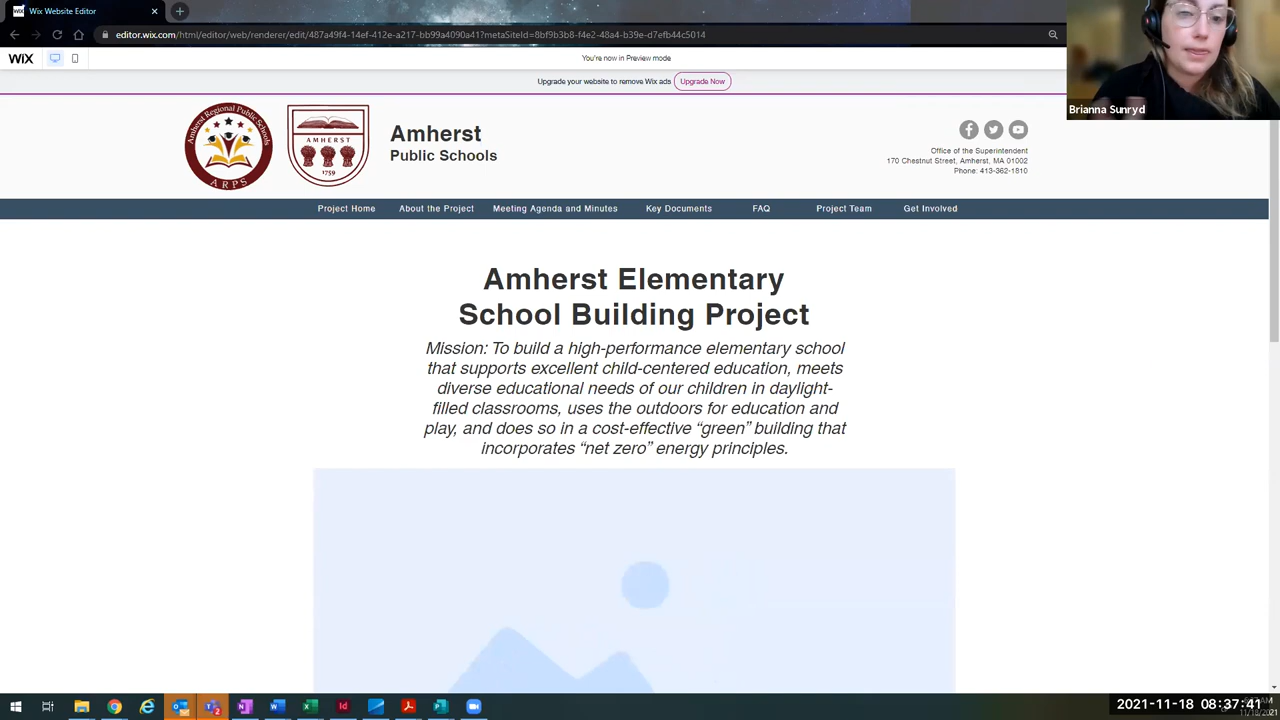 WiX
Wix Website Editor
editor.wix.com/html/editor/web/renderer/edit/487a49f4-14ef-412e-a217-bb99a4090a41?metaSiteId=8bf9b3b8-f4e2-48a4-b39e-d7efb44c5014
WiX
You're now in Preview mode
Upgrade your website to remove Wix ads
Upgrade Now
Brianna Sunryd
Amherst Regional Public Schools
ARPS
AMHERST
1759
Amherst
Public Schools
Office of the Superintendent
170 Chestnut Street, Amherst, MA 01002
Phone: 413-362-1810
Project Home
About the Project
Meeting Agenda and Minutes
Key Documents
FAQ
Project Team
Get Involved
Amherst Elementary
School Building Project
Mission: To build a high-performance elementary school
that supports excellent child-centered education, meets
diverse educational needs of our children in daylight-
filled classrooms, uses the outdoors for education and
play, and does so in a cost-effective “green” building that
incorporates “net zero” energy principles.
2021-11-18 08:37:41